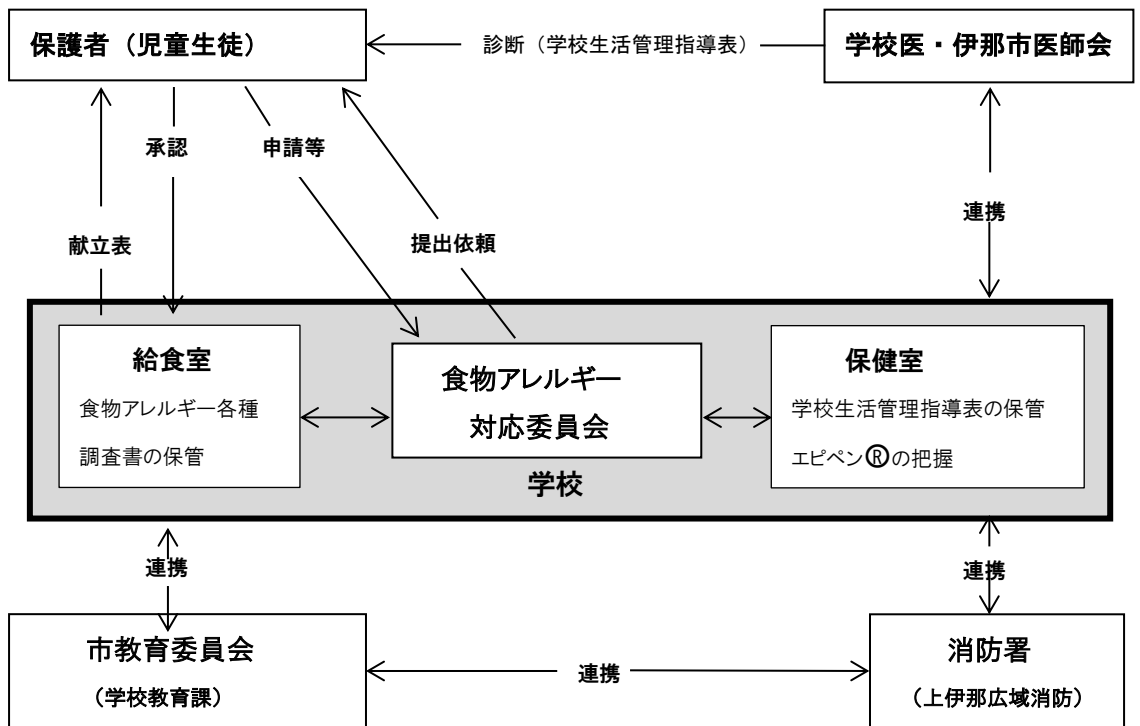 保護者（児童生徒）
診断（学校生活管理指導表）
学校医・伊那市医師会
承認
申請等
連携
献立表
提出依頼
給食室
食物アレルギー各種
調査書の保管
食物アレルギー
対応委員会
保健室
学校生活管理指導表の保管
エピペン®の把握
学校
連携
連携
市教育委員会
（学校教育課）
連携
消防署
（上伊那広域消防）